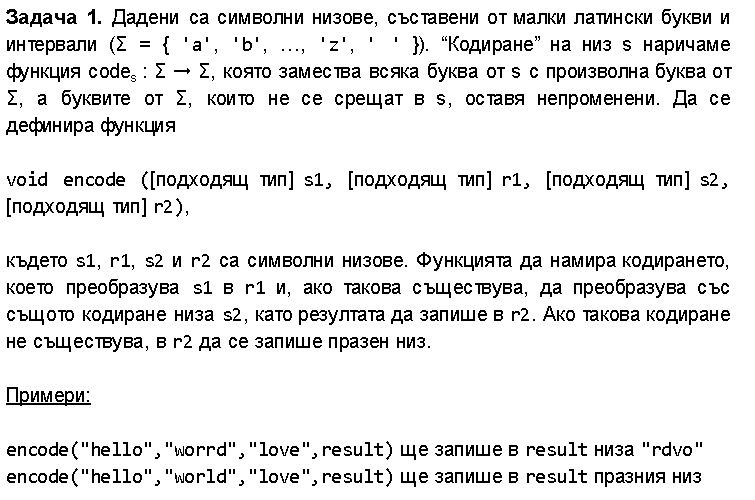 Задача 1. Дадени са символни низове, съставени от малки латински букви и
интервали (Σ = { 'a', 'b', …, 'z', ' ' }). “Кодиране” на низ s наричаме
функция codes : Σ → Σ, която замества всяка буква от s с произволна буква от
Σ, а буквите от Σ, които не се срещат в s, оставя непроменени. Да се
дефинира функция
void encode ([подходящ тип] s1, [подходящ тип] r1, [подходящ тип] s2,
[подходящ тип] r2),
където s1, r1, s2 и r2 са символни низове. Функцията да намира кодирането,
което преобразува s1 в r1 и, ако такова съществува, да преобразува със
същото кодиране низа s2, като резултата да запише в r2. Ако такова кодиране
не съществува, в r2 да се запише празен низ.
Примери:
encode("hello","worrd","love",result) ще запише в result низа "rdvo"
encode("hello","world","love",result) ще запише в result празния низ